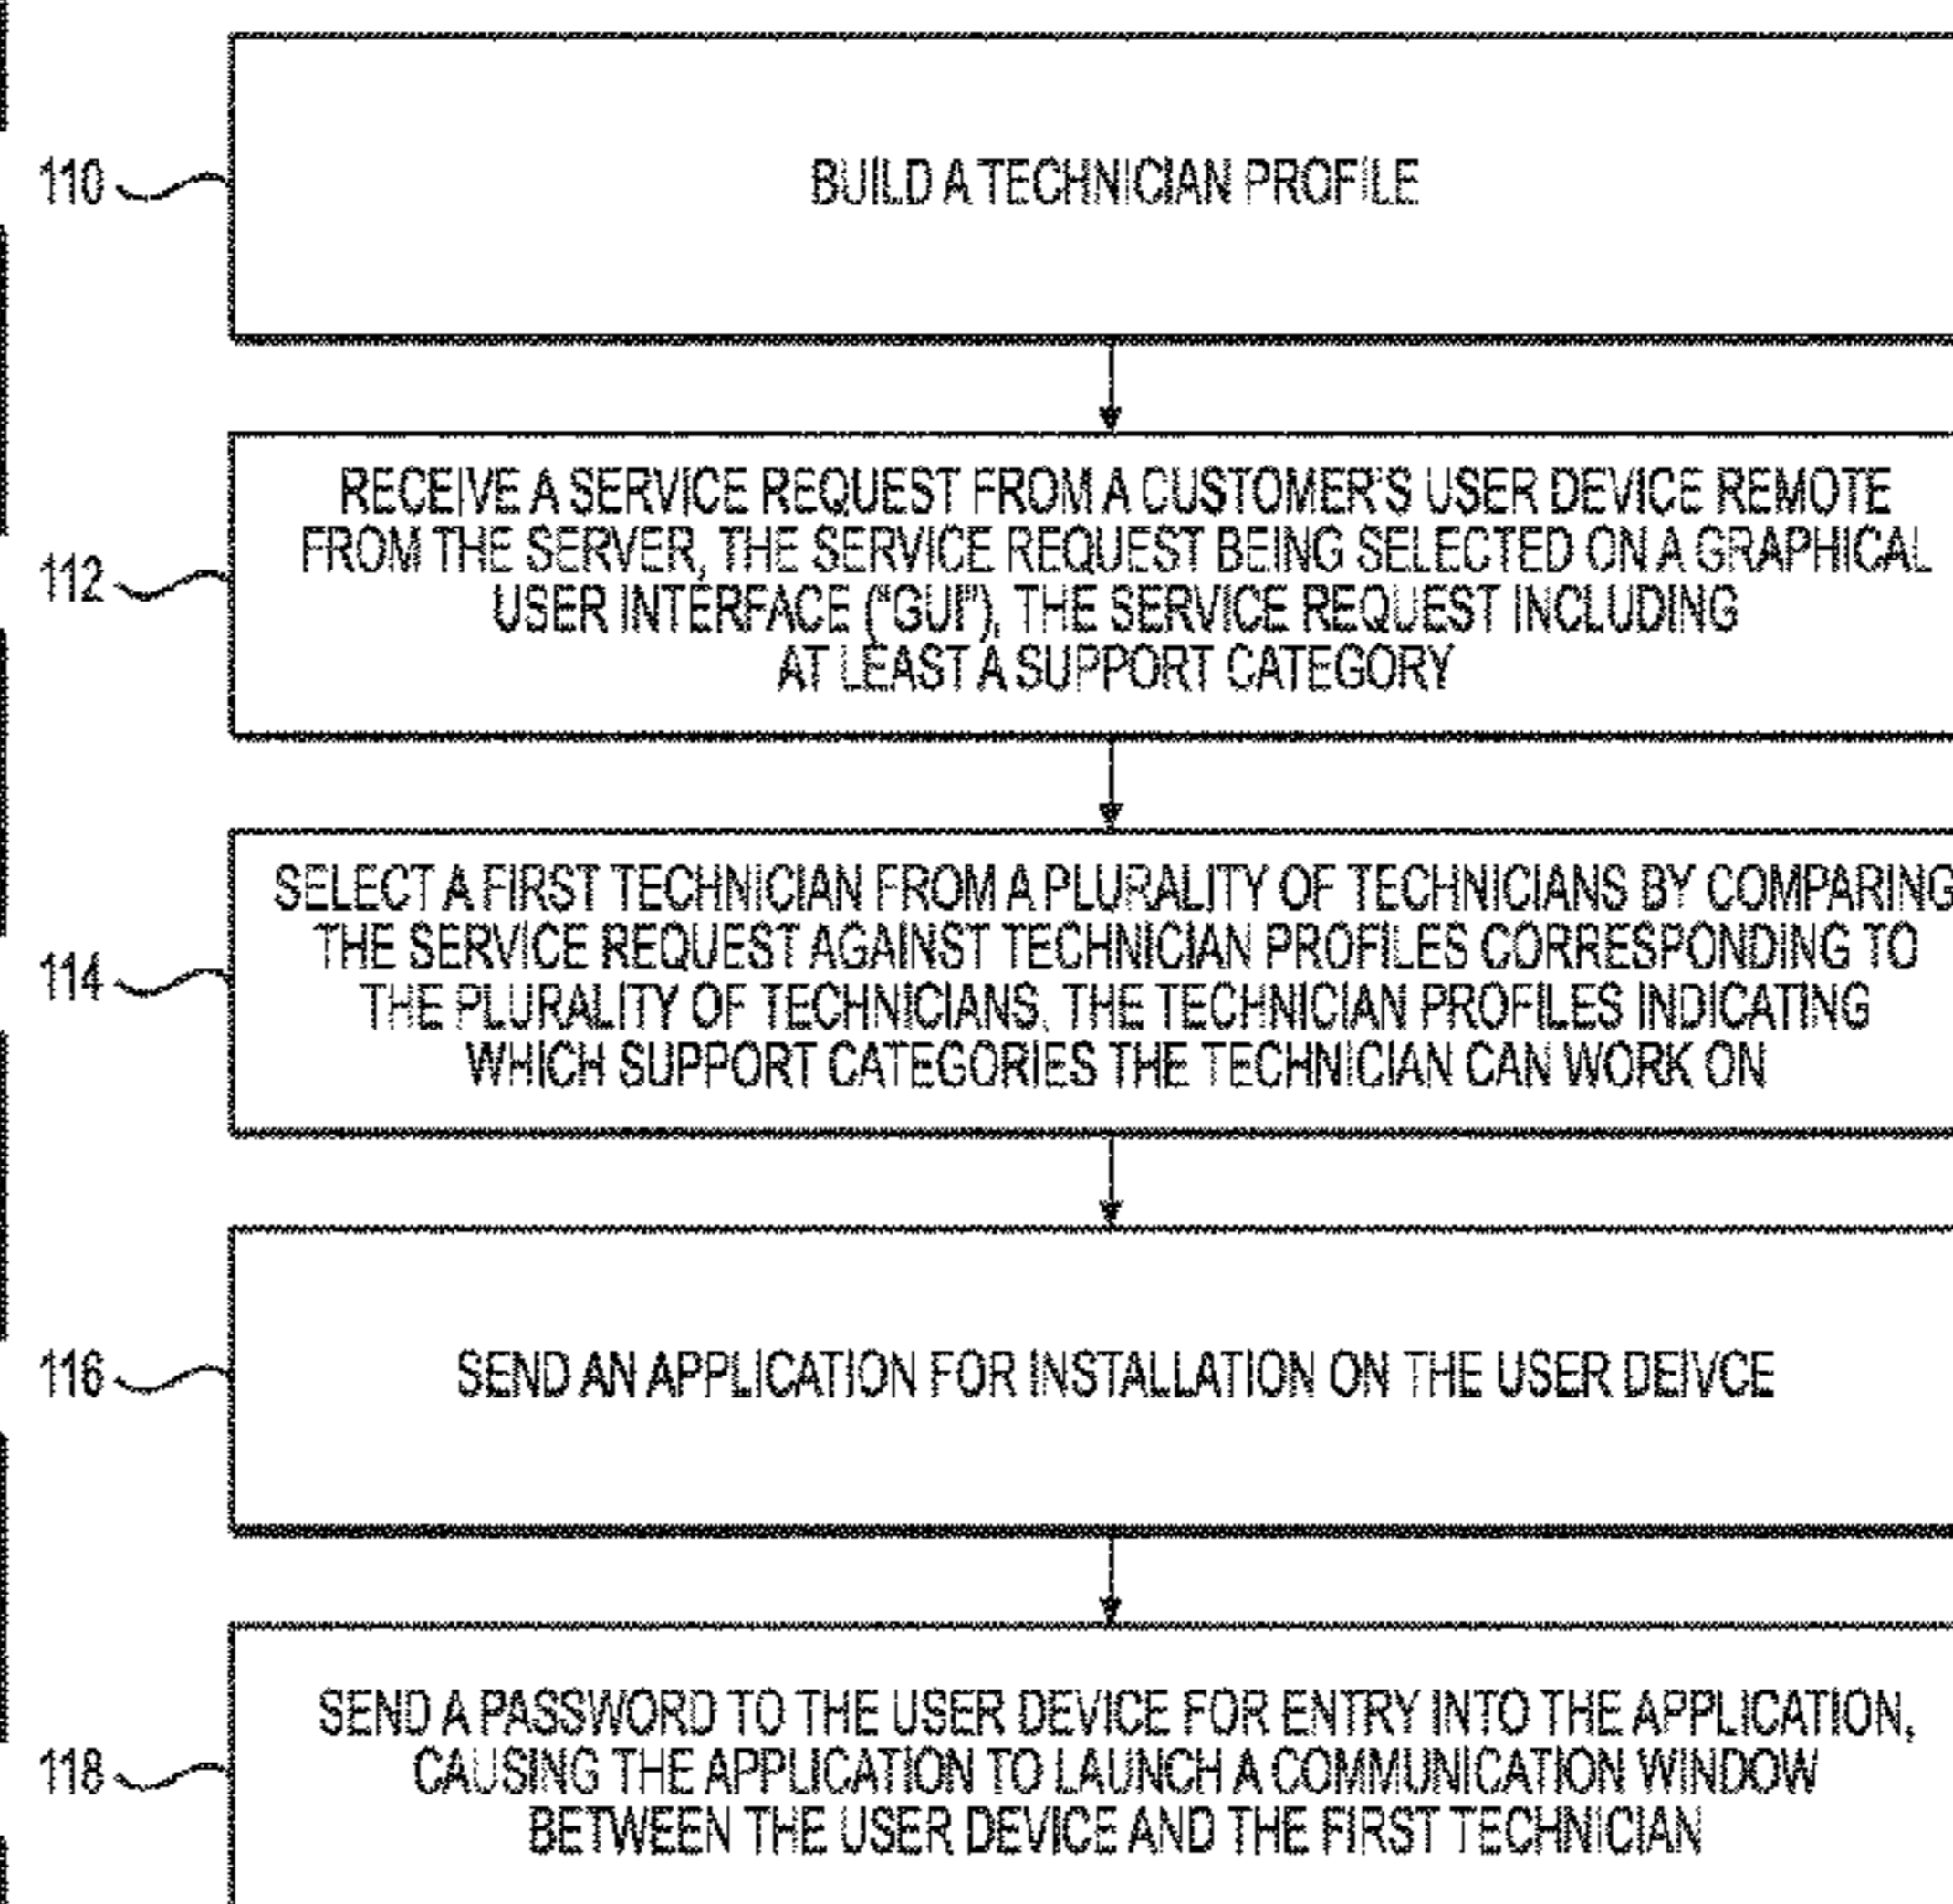 110
BUILD A TECHNICIAN PROFILE
RECEIVE A SERVICE REQUEST FROM A CUSTOMER'S USER DEVICE REMOTE
FROM THE SERVER, THE SERVICE REQUEST BEING SELECTED ON A GRAPHICAL
112
USER INTERFACE ("GUI"), THE SERVICE REQUEST INCLUDING
AT LEAST A SUPPORT CATEGORY
SELECT A FIRST TECHNICIAN FROM A PLURALITY OF TECHNICIANS BY COMPARING
THE SERVICE REQUEST AGAINST TECHNICIAN PROFILES CORRESPONDING TO
114
THE PLURALITY OF TECHNICIANS, THE TECHNICIAN PROFILES INDICATING
WHICH SUPPORT CATEGORIES THE TECHNICIAN CAN WORK ON
116
SEND AN APPLICATION FOR INSTALLATION ON THE USER DEIVCE
SEND A PASSWORD TO THE USER DEVICE FOR ENTRY INTO THE APPLICATION,
118
CAUSING THE APPLICATION TO LAUNCH A COMMUNICATION WINDOW
BETWEEN THE USER DEVICE AND THE FIRST TECHNICIAN